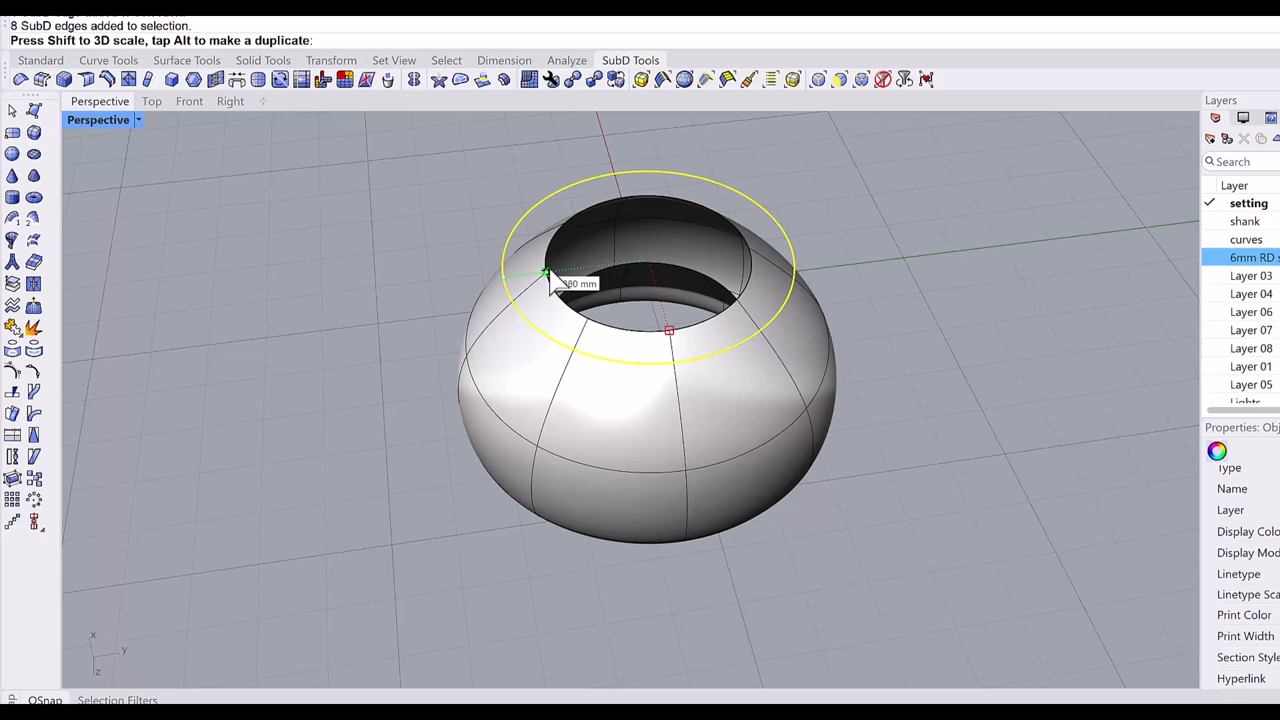 8 SubD edges added to selection.
Press Shift to 3D scale, tap Alt to make a duplicate:
Standard Curve Tools Surface Tools Solid Tools Transform Set View Select Dimension Analyze SubD Tools
Perspective Top Front Right
Perspective
Layers
Search
Layer
setting
shank
curves
6mm RD s
Layer 03
Layer 04
Layer 06
Layer 07
Layer 08
Layer 01
Layer 05
Lights
80 mm
Properties: Obj
Type
Name
Layer
Display Colo
Display Mod
Linetype
Linetype Sca
Print Color
Print Width
Section Style
Hyperlink
x
y
z
OSnap Selection Filters